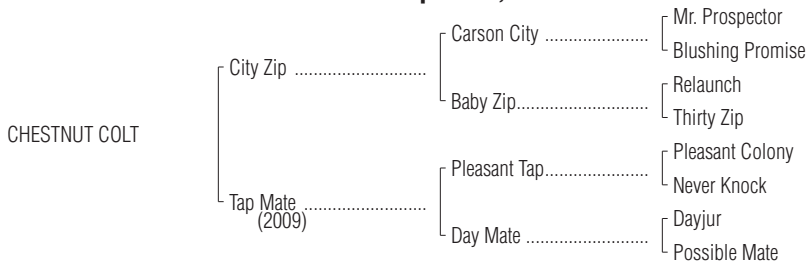 Mr. Prospector
Carson City ............................
Blushing Promise
City Zip ............................
Relaunch
Baby Zip............................
Thirty Zip
CHESTNUT COLT
Pleasant Colony
Pleasant Tap......................
Never Knock
Tap Mate ..........................
(2009)
Dayjur
Day Mate ..........................
Possible Mate